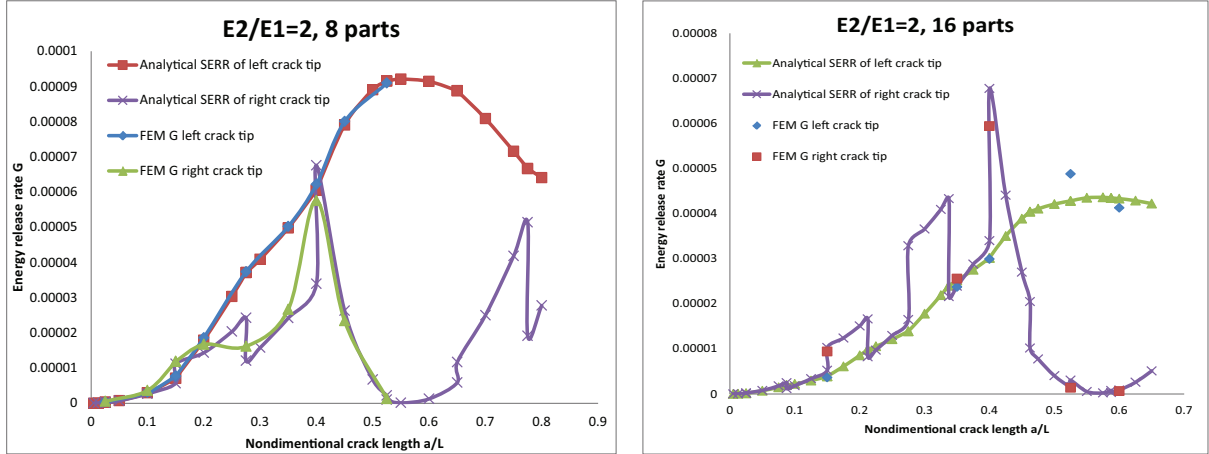 E2/E1=2, 8 parts
0.0001
0.00009
0.00008
0.00007
0.00006
0.00005
0.00004
0.00003
0.00002
0.00001
0
Energy release rate G
Analytical SERR of left crack tip
Analytical SERR of right crack tip
FEM G left crack tip
FEM G right crack tip
0 0.1 0.2 0.3 0.4 0.5 0.6 0.7 0.8 0.9
Nondimentional crack length a/L
E2/E1=2, 16 parts
0.00008
0.00007
0.00006
0.00005
0.00004
0.00003
0.00002
0.00001
0
Energy release rate G
Analytical SERR of left crack tip
Analytical SERR of right crack tip
FEM G left crack tip
FEM G right crack tip
0 0.1 0.2 0.3 0.4 0.5 0.6 0.7
Nondimentional crack length a/L